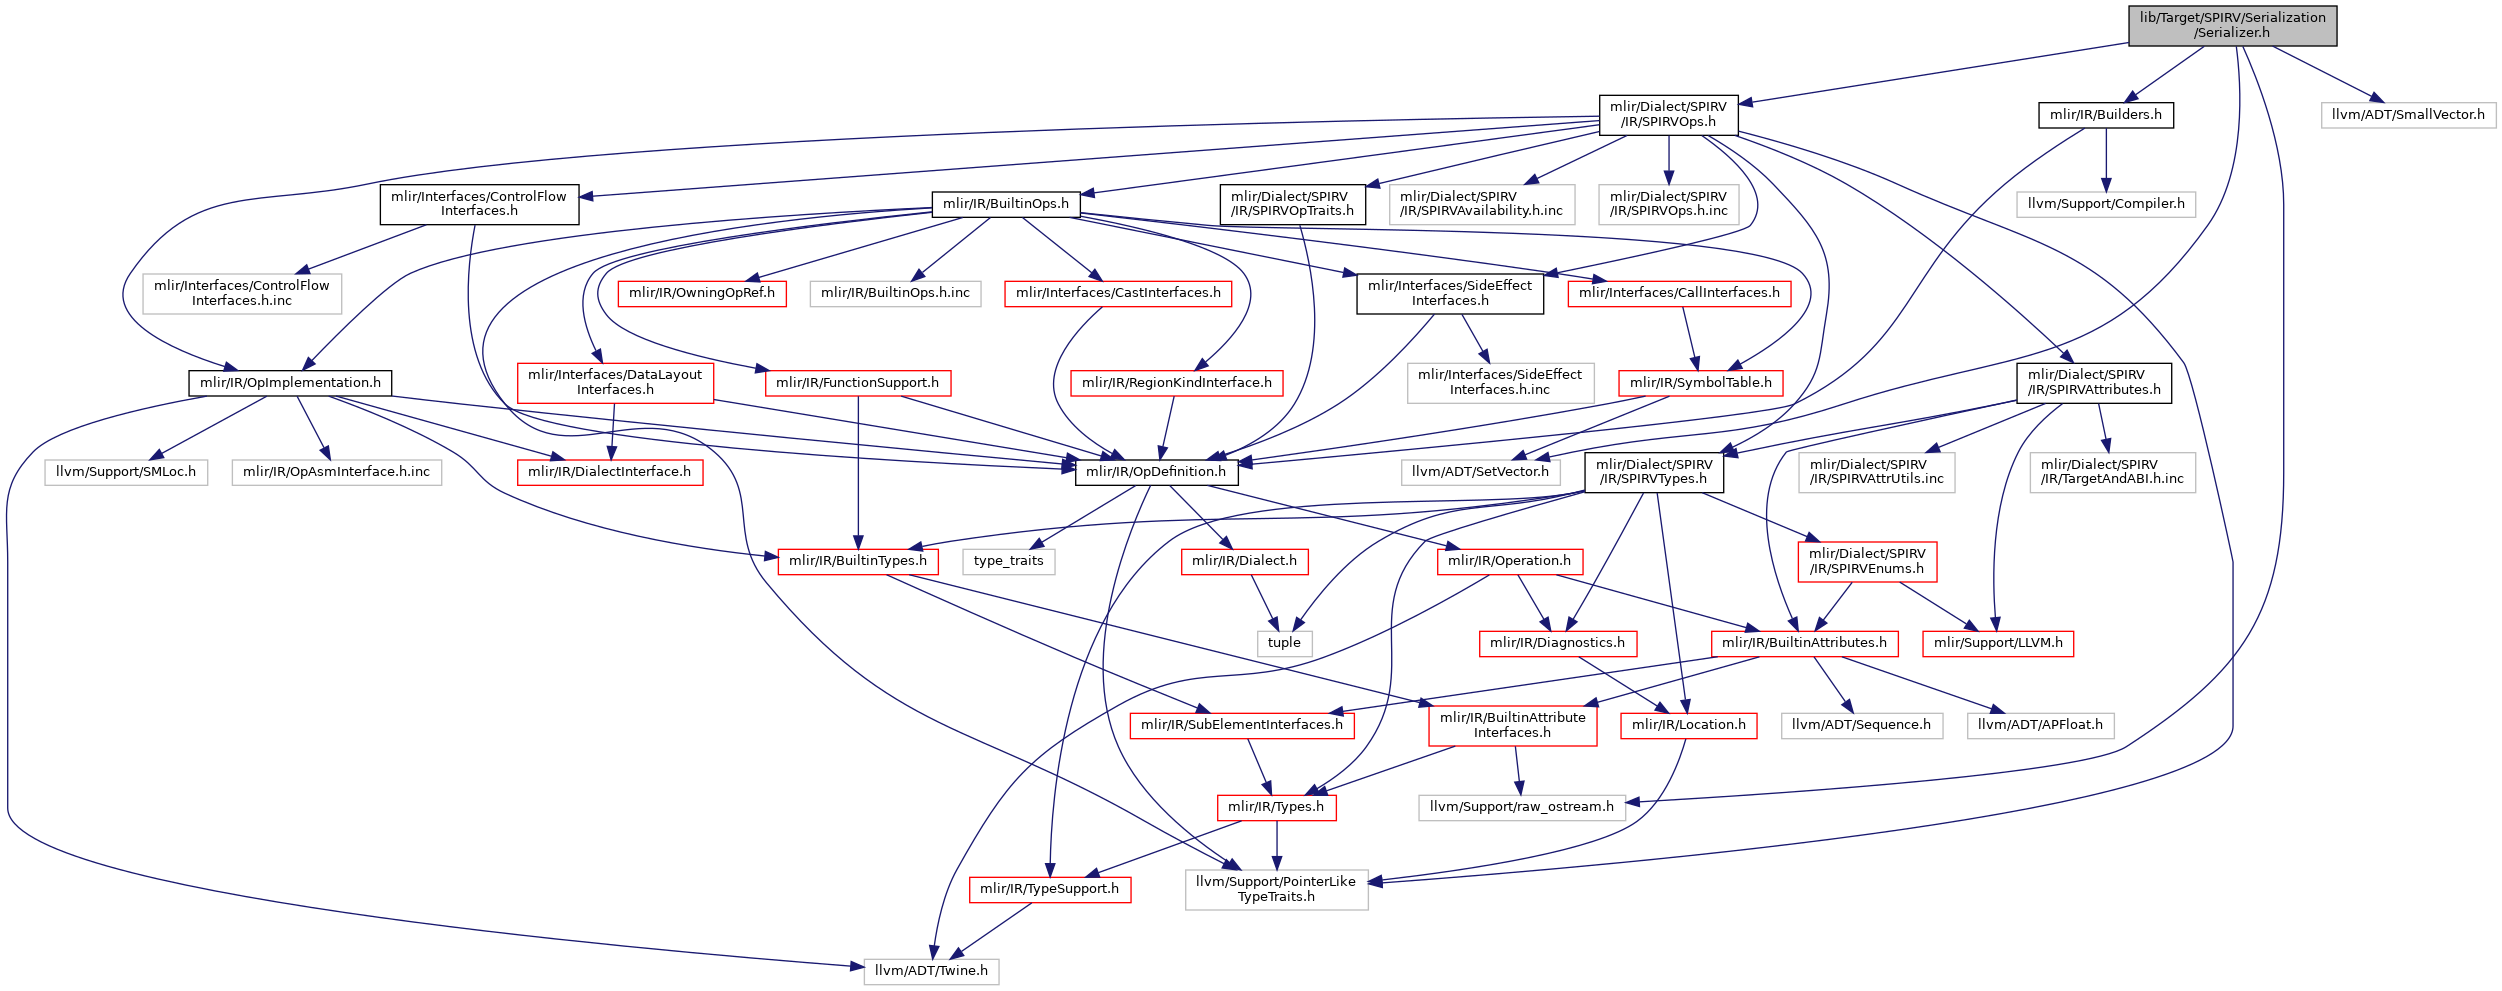 lib/Target/SPIRV/Serialization
/Serializer.h
mlir/Dialect/SPIRV
/IR/SPIRVOps.h
mlir/IR/Builders.h
llvm/ADT/SmallVector.h
mlir/Interfaces/ControlFlow
Interfaces.h
mlir/IR/BuiltinOps.h
mlir/Dialect/SPIRV
/IR/SPIRVOpTraits.h
mlir/Dialect/SPIRV
/IR/SPIRVAvailability.h.inc
mlir/Dialect/SPIRV
/IR/SPIRVOps.h.inc
llvm/Support/Compiler.h
mlir/Interfaces/ControlFlow
Interfaces.h.inc
mlir/IR/OwningOpRef.h
mlir/IR/BuiltinOps.h.inc
mlir/Interfaces/CastInterfaces.h
mlir/Interfaces/SideEffect
Interfaces.h
mlir/Interfaces/CallInterfaces.h
mlir/IR/OpImplementation.h
mlir/Interfaces/DataLayout
Interfaces.h
mlir/IR/FunctionSupport.h
mlir/IR/RegionKindInterface.h
mlir/Interfaces/SideEffect
Interfaces.h.inc
mlir/IR/SymbolTable.h
mlir/Dialect/SPIRV
/IR/SPIRVAttributes.h
llvm/Support/SMLoc.h
mlir/IR/OpAsmInterface.h.inc
mlir/IR/DialectInterface.h
mlir/IR/OpDefinition.h
llvm/ADT/SetVector.h
mlir/Dialect/SPIRV
/IR/SPIRVTypes.h
mlir/Dialect/SPIRV
/IR/SPIRVAttrUtils.inc
mlir/Dialect/SPIRV
/IR/TargetAndABI.h.inc
mlir/IR/BuiltinTypes.h
type_traits
mlir/IR/Dialect.h
mlir/IR/Operation.h
mlir/Dialect/SPIRV
/IR/SPIRVEnums.h
tuple
mlir/IR/Diagnostics.h
mlir/IR/BuiltinAttributes.h
mlir/Support/LLVM.h
mlir/IR/SubElementInterfaces.h
mlir/IR/BuiltinAttribute
Interfaces.h
mlir/IR/Location.h
llvm/ADT/Sequence.h
llvm/ADT/APFloat.h
mlir/IR/Types.h
llvm/Support/raw_ostream.h
mlir/IR/TypeSupport.h
llvm/Support/PointerLike
TypeTraits.h
llvm/ADT/Twine.h